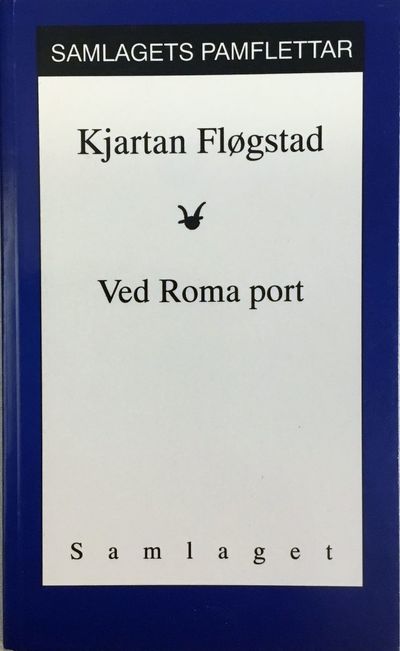 SAMLAGETS PAMFLETTAR
Kjartan Fløgstad
Ved Roma port
Samlaget